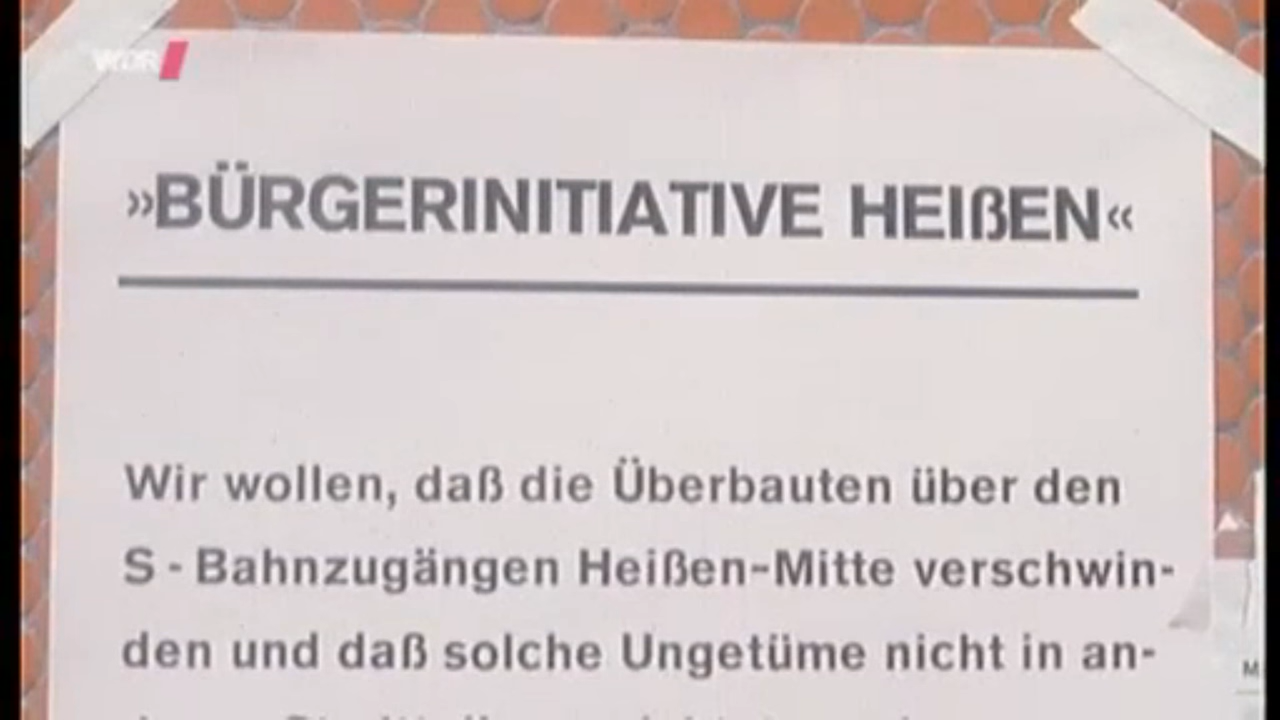 WDR
»BÜRGERINITIATIVE HEIßEN«
Wir wollen, daß die Überbauten über den
S-Bahnzugängen Heißen-Mitte verschwin-
den und daß solche Ungetüme nicht in an-
M